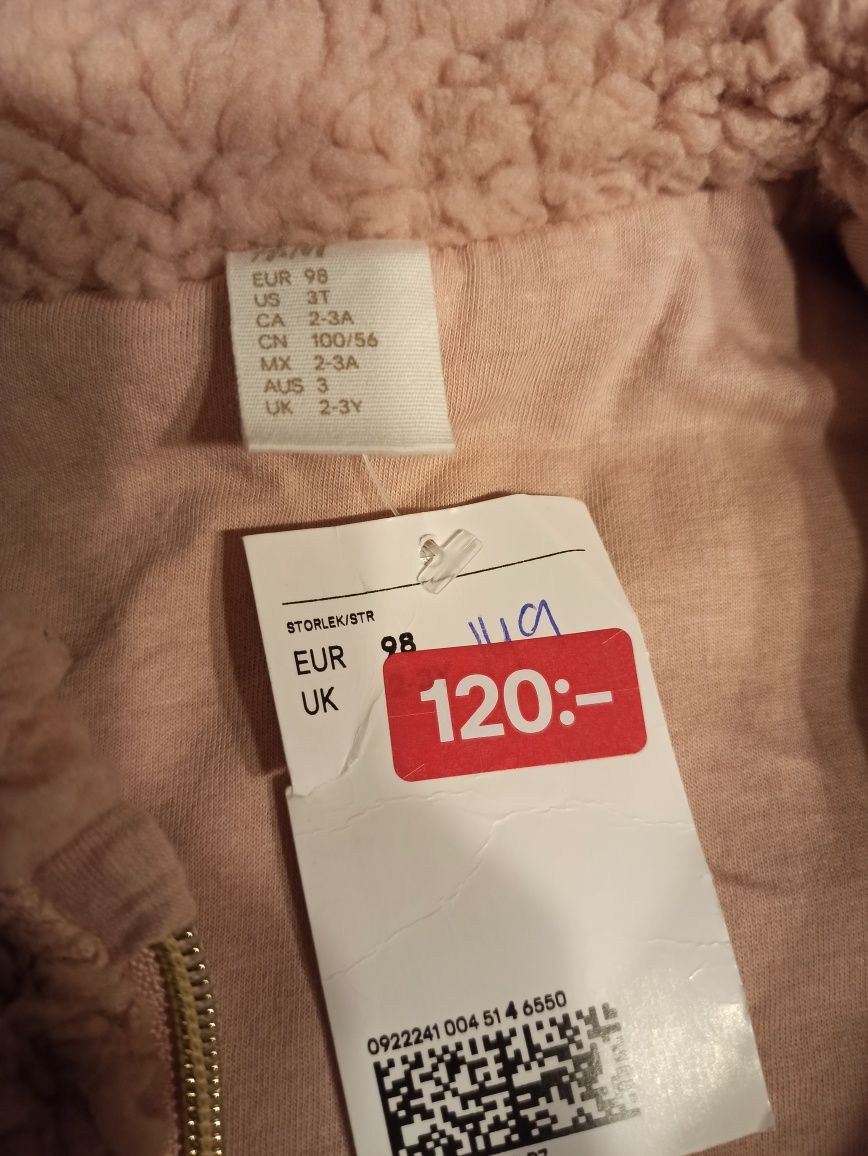 EUR 98
US 3T
CA 2-3A
CN 100/56
MX 2-3A
AUS 3
UK 2-3Y
STORLEK/STR
EUR 98
UK
120:-
0922241 004 51 4 6550